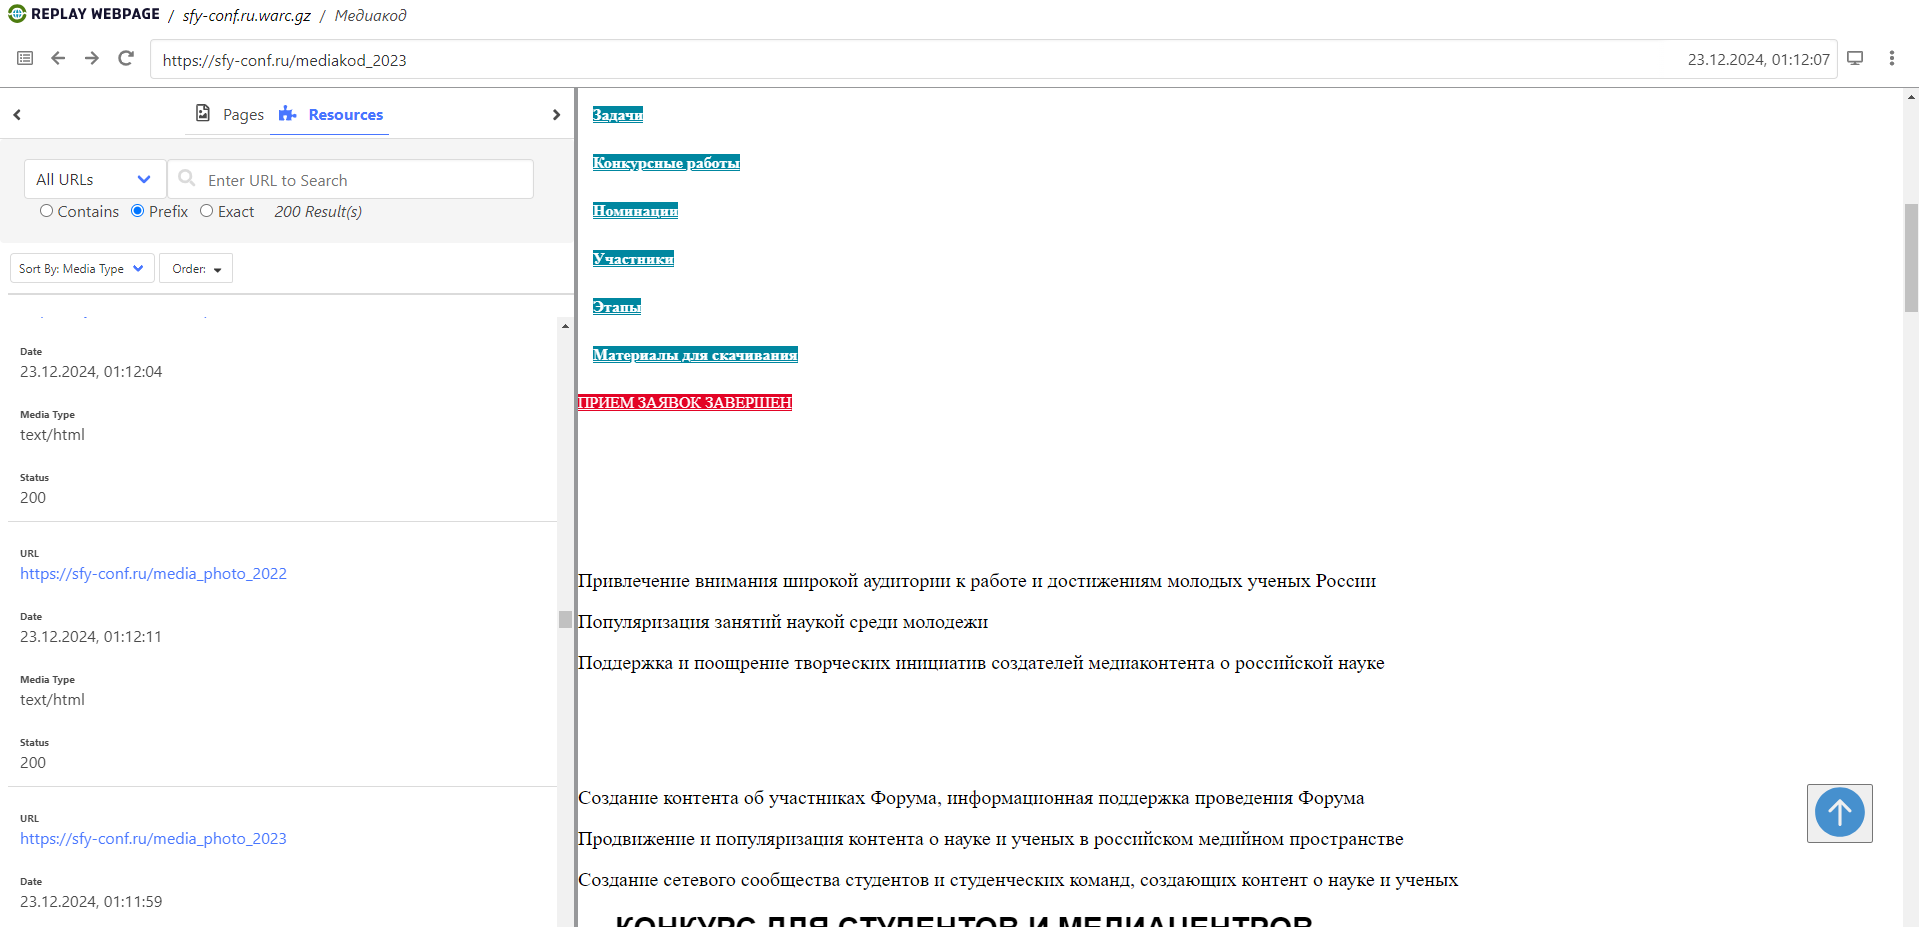 REPLAY WEBPAGE / sfy-conf.ru.warc.gz / Медиакод
https://sfy-conf.ru/mediakod_2023 23.12.2024, 01:12:07
Pages Resources
All URLs Enter URL to Search
Contains Prefix Exact 200 Result(s)
Sort By: Media Type Order:
Date
23.12.2024, 01:12:04
Media Type
text/html
Status
200
URL
https://sfy-conf.ru/media_photo_2022
Date
23.12.2024, 01:12:11
Media Type
text/html
Status
200
URL
https://sfy-conf.ru/media_photo_2023
Date
23.12.2024, 01:11:59
Задачи
Конкурсные работы
Номинации
Участники
Этапы
Материалы для скачивания
ПРИЕМ ЗАЯВОК ЗАВЕРШЕН
Привлечение внимания широкой аудитории к работе и достижениям молодых ученых России
Популяризация занятий наукой среди молодежи
Поддержка и поощрение творческих инициатив создателей медиаконтента о российской науке
Создание контента об участниках Форума, информационная поддержка проведения Форума
Продвижение и популяризация контента о науке и ученых в российском медийном пространстве
Создание сетевого сообщества студентов и студенческих команд, создающих контент о науке и ученых
КОНКУРС ДЛЯ СТУДЕНТОВ И МЕДИАЦЕНТРОВ